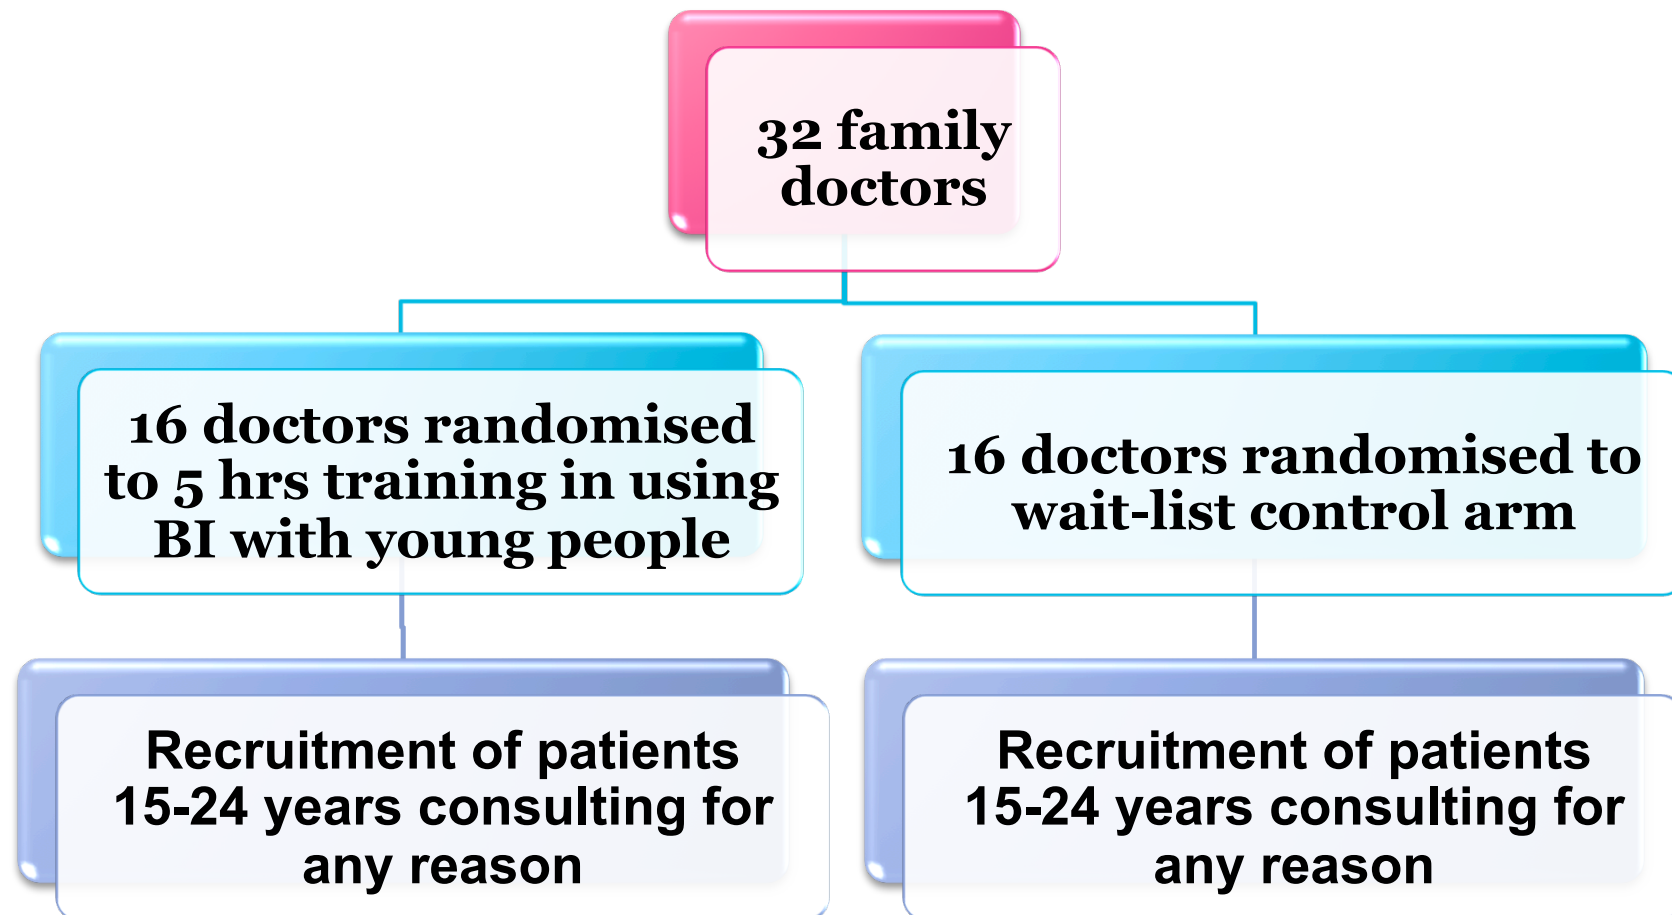 32 family
doctors
16 doctors randomised
to 5 hrs training in using
BI with young people
16 doctors randomised to
wait-list control arm
Recruitment of patients
15-24 years consulting for
any reason
Recruitment of patients
15-24 years consulting for
any reason